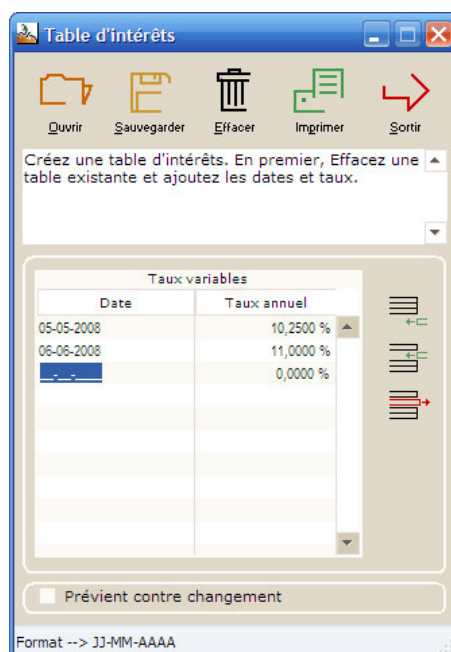 Table d'intérêts
Ouvrir Sauvegarder Effacer Imprimer Sortir
Créez une table d'intérêts. En premier, Effacez une
table existante et ajoutez les dates et taux.
Taux variables
Date Taux annuel
05-05-2008 10,2500 %
06-06-2008 11,0000 %
__-__-____ 0,0000 %
Prévient contre changement
Format --> JJ-MM-AAAA